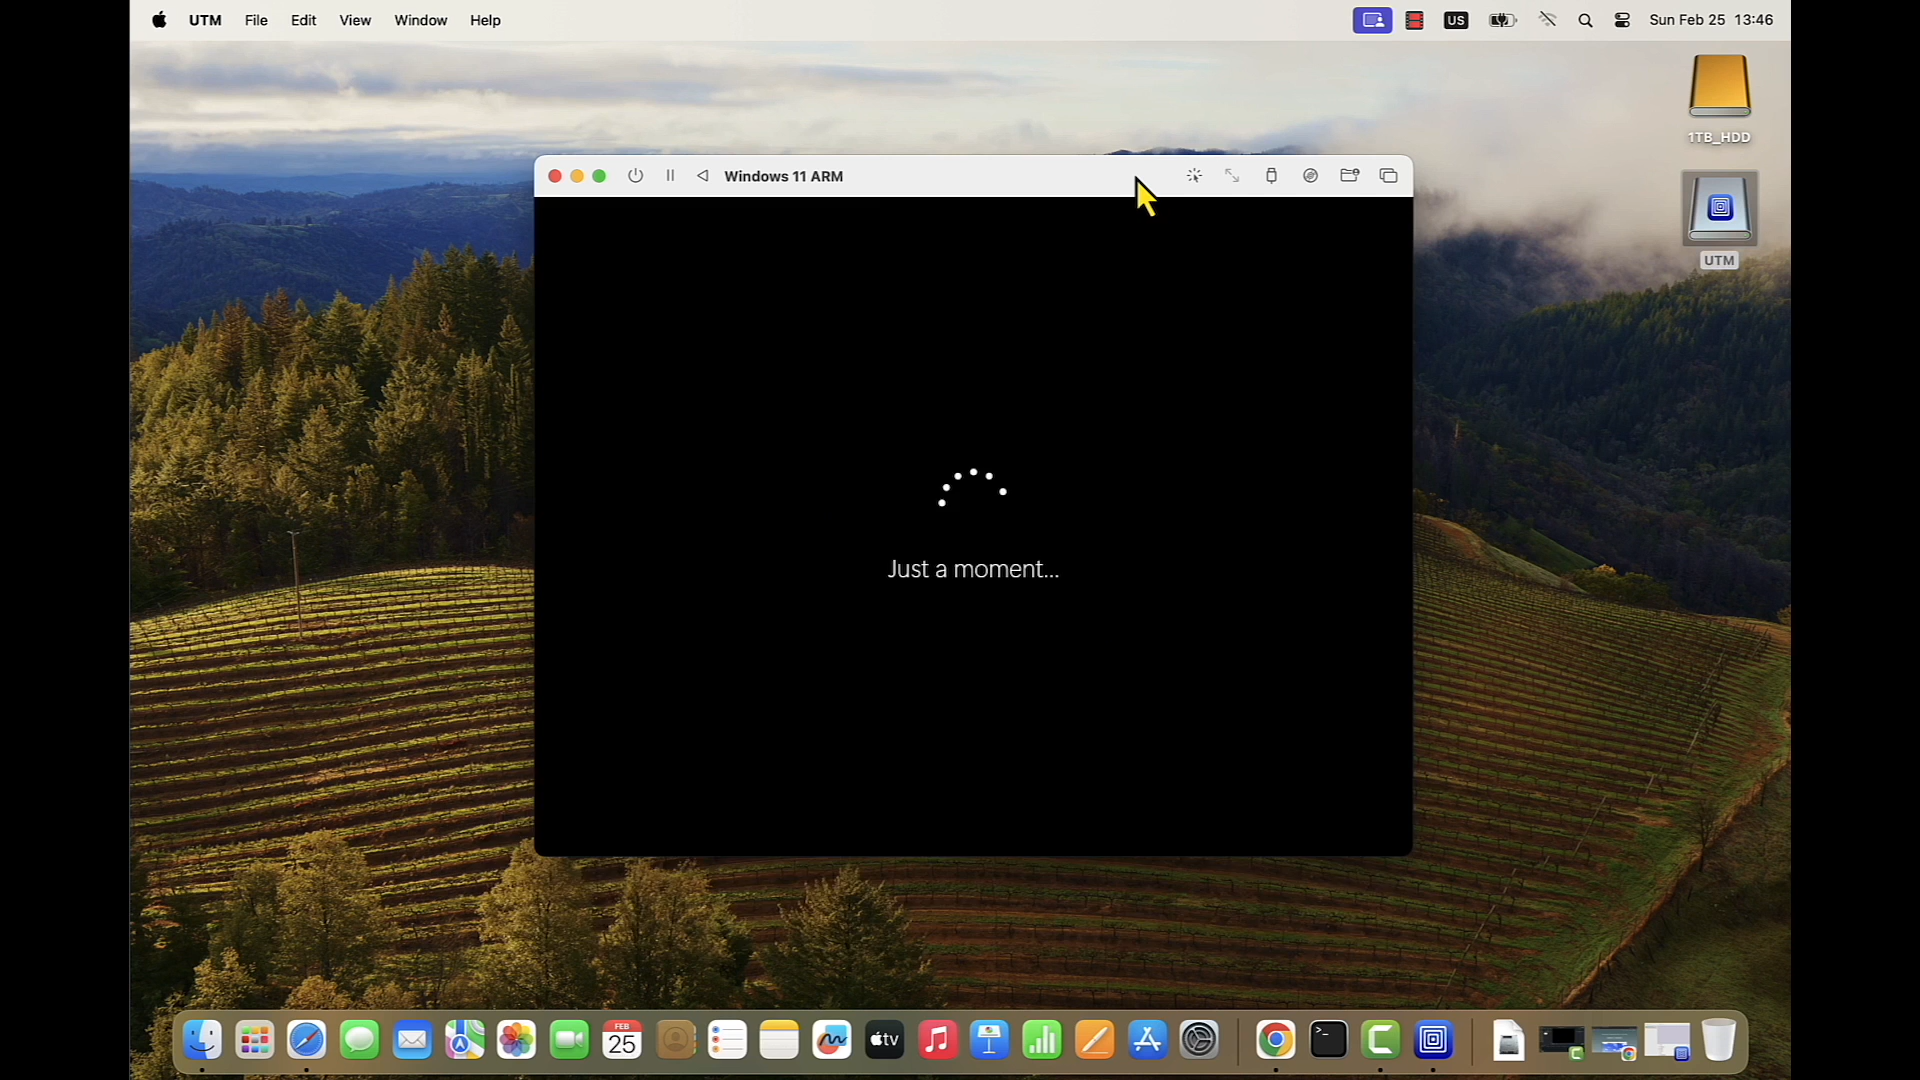 UTM File Edit View Window Help
US
Sun Feb 25 13:46
1TB_HDD
UTM
Windows 11 ARM
Just a moment...
FEB
25
tv
>_